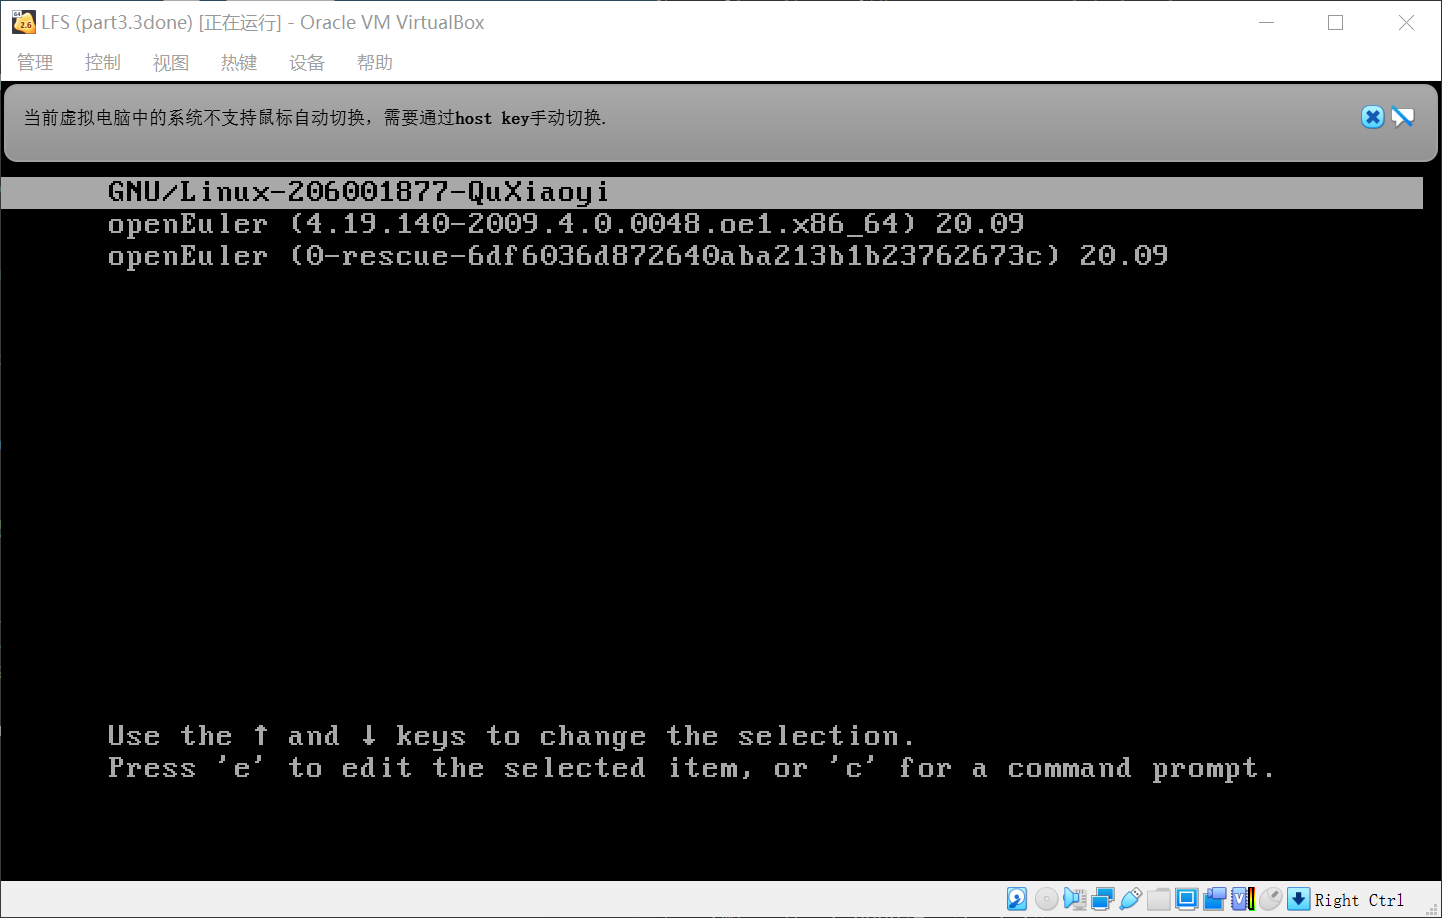 LFS (part3.3done) [正在运行] - Oracle VM VirtualBox
管理 控制 视图 热键 设备 帮助
当前虚拟电脑中的系统不支持鼠标自动切换，需要通过host key手动切换.
GNU/Linux-206001877-QuXiaoyi
openEuler (4.19.140-2009.4.0.0048.oe1.x86_64) 20.09
openEuler (0-rescue-6df6036d872640aba213b1b23762673c) 20.09
Use the ↑ and ↓ keys to change the selection.
Press 'e' to edit the selected item, or 'c' for a command prompt.
Right Ctrl